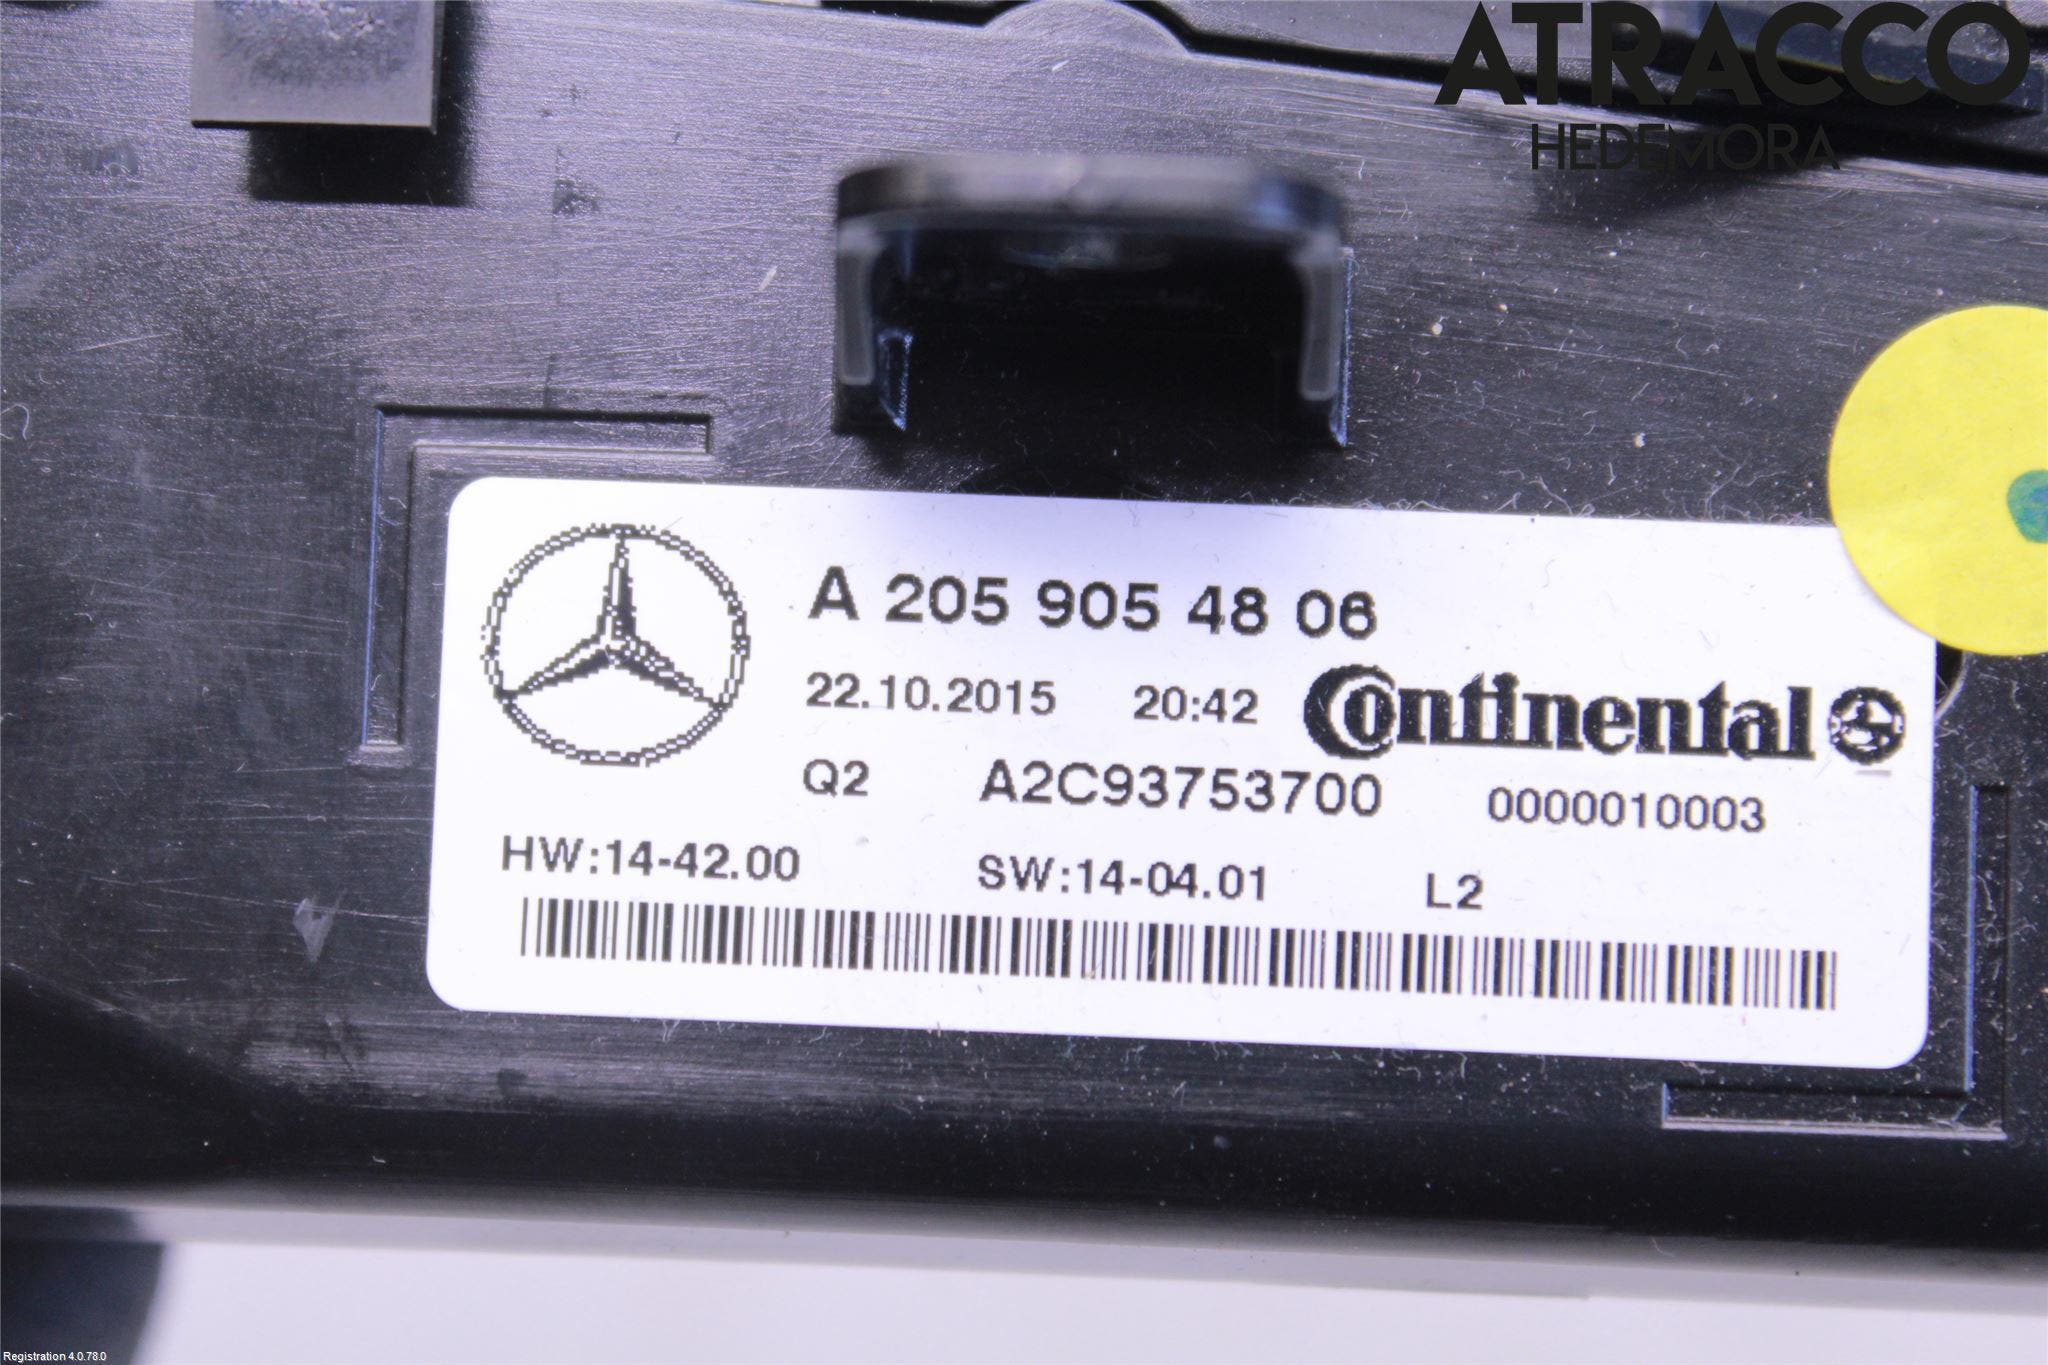 ATRACCO
HEDEMORA
A 205 905 48 06
22.10.2015 20:42 Continental
Q2 A2C93753700 0000010003
HW:14-42.00 SW:14-04.01 L2
Registration 4.0.78.0